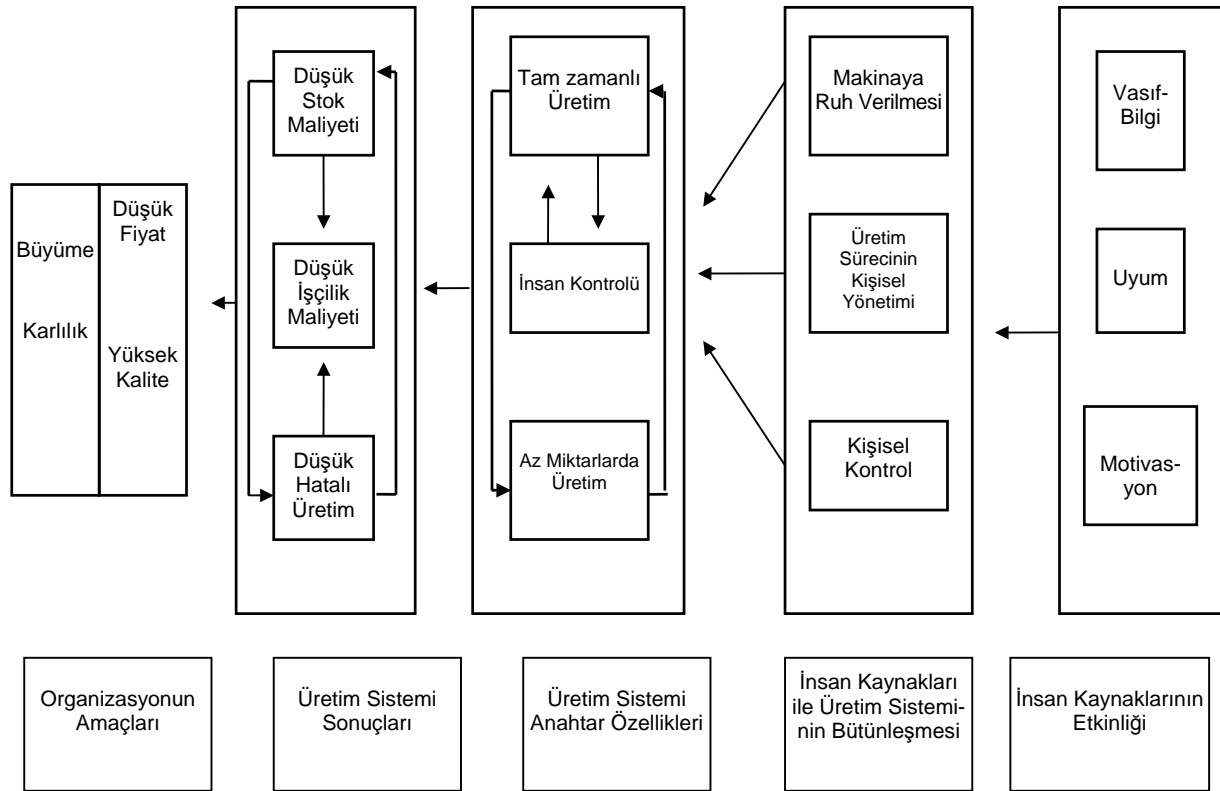 Büyüme
Karlılık
Düşük
Fiyat
Yüksek
Kalite
Düşük
Stok
Maliyeti
Düşük
İşçilik
Maliyeti
Düşük
Hatalı
Üretim
Tam zamanlı
Üretim
İnsan Kontrolü
Az Miktarlarda
Üretim
Makinaya
Ruh Verilmesi
Üretim
Sürecinin
Kişisel
Yönetimi
Kişisel
Kontrol
Vasıf-
Bilgi
Uyum
Motivas-
yon
Organizasyonun
Amaçları
Üretim Sistemi
Sonuçları
Üretim Sistemi
Anahtar Özellikleri
İnsan Kaynakları
ile Üretim Sistemi-
nin Bütünleşmesi
İnsan Kaynaklarının
Etkinliği